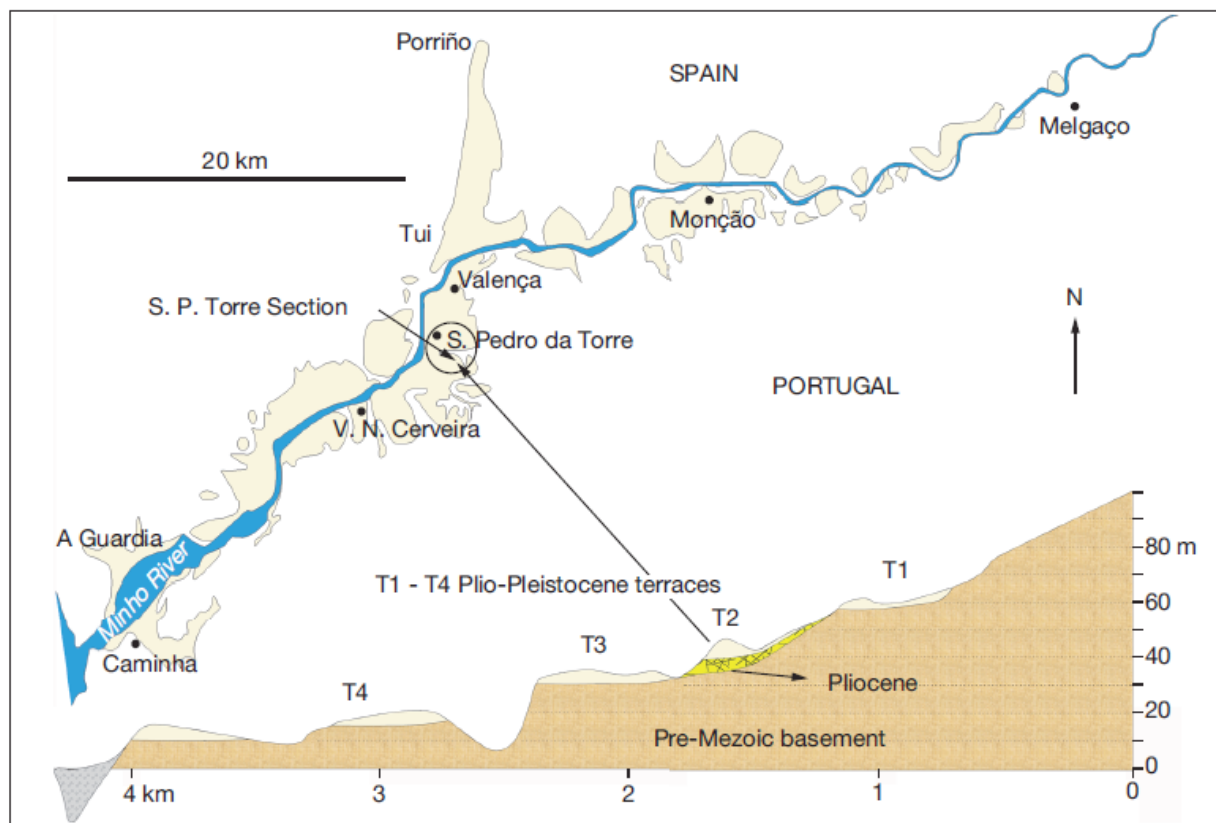 Porriño
SPAIN
Melgaço
20 km
Monção
Tui
Valença
S. P. Torre Section
N
S. Pedro da Torre
PORTUGAL
V. N. Cerveira
A Guardia
Minho River
Caminha
T1 - T4 Plio-Pleistocene terraces
T1
T2
T3
T4
Pliocene
Pre-Mezoic basement
80 m
60
40
20
0
4 km
3
2
1
0